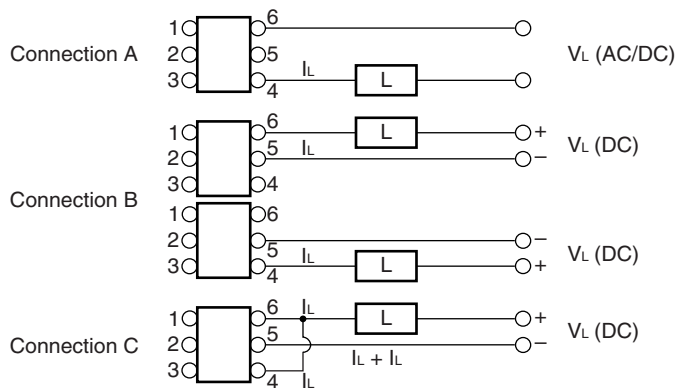 1 6
Connection A 2 5 VL (AC/DC)
3 4 IL L
1 6 L +
2 5 IL − VL (DC)
3 4
Connection B
1 6
2 5 −
3 4 IL L + VL (DC)
1 6 IL L +
Connection C 2 5 − VL (DC)
IL + IL
3 4 IL